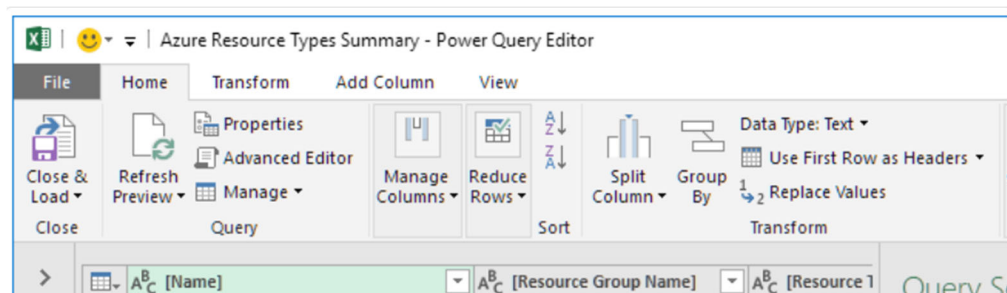 Azure Resource Types Summary - Power Query Editor
File Home Transform Add Column View
Close & Load
Refresh Preview
Properties
Advanced Editor
Manage
Manage Columns
Reduce Rows
Split Column
Group By
Data Type: Text
Use First Row as Headers
Replace Values
Close Query Sort Transform
[Name] [Resource Group Name] [Resource T
Query S